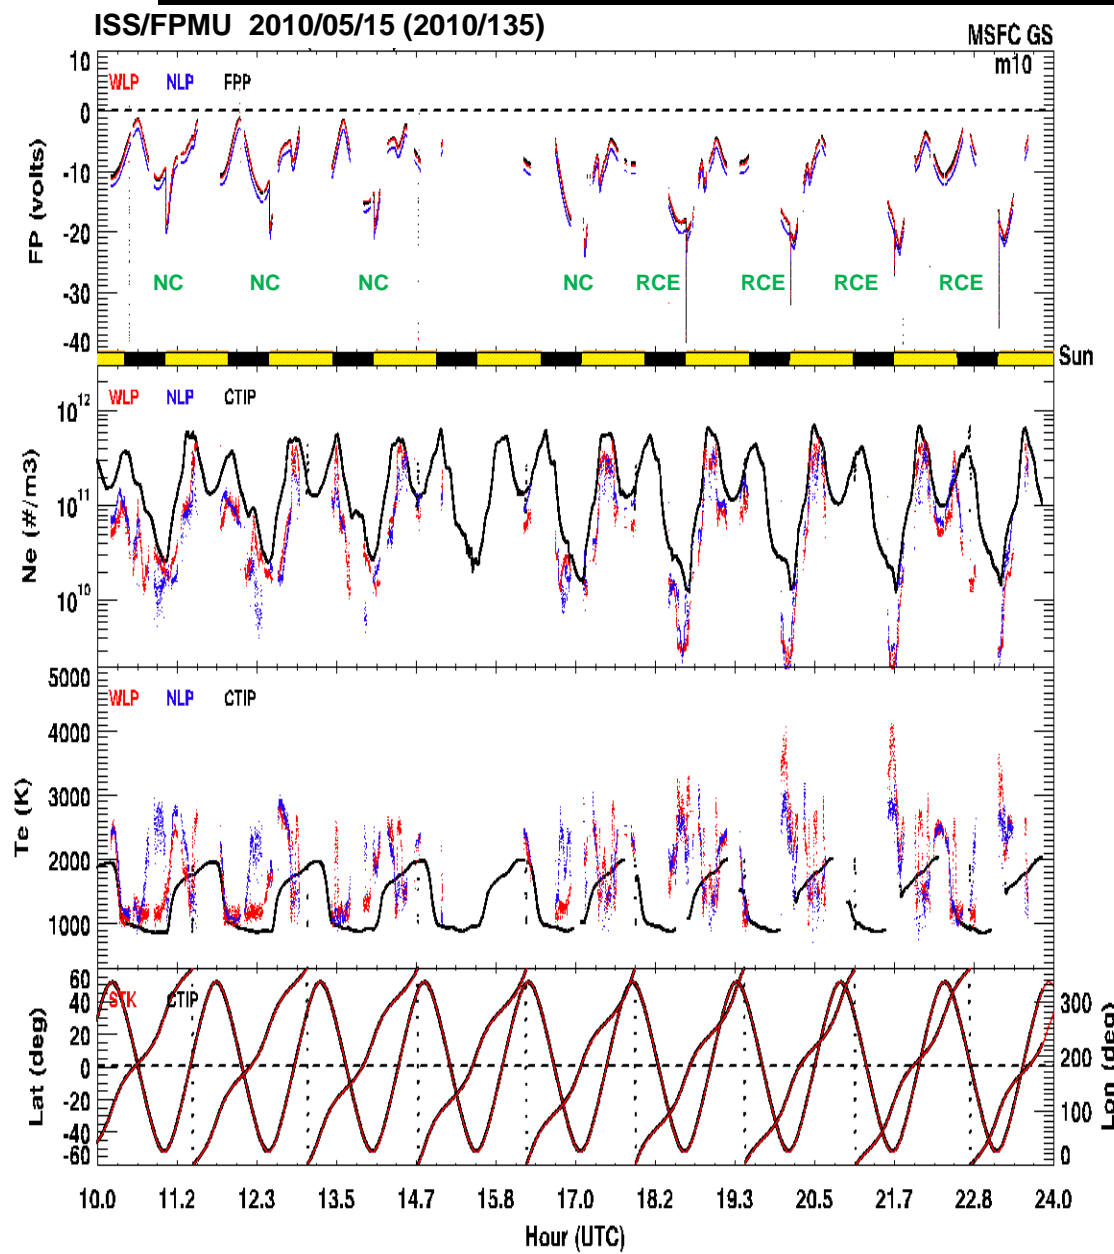 ISS/FPMU 2010/05/15 (2010/135)
MSFC GS
m10
WLP NLP FPP
10
0
-10
-20
-30
-40
FP (volts)
NC NC NC NC RCE RCE RCE RCE
Sun
WLP NLP CTIP
10^12
10^11
10^10
Ne (#/m3)
WLP NLP CTIP
5000
4000
3000
2000
1000
Te (K)
STK CTIP
60
40
20
0
-20
-40
-60
Lat (deg)
300
200
100
0
Lon (deg)
10.0 11.2 12.3 13.5 14.7 15.8 17.0 18.2 19.3 20.5 21.7 22.8 24.0
Hour (UTC)